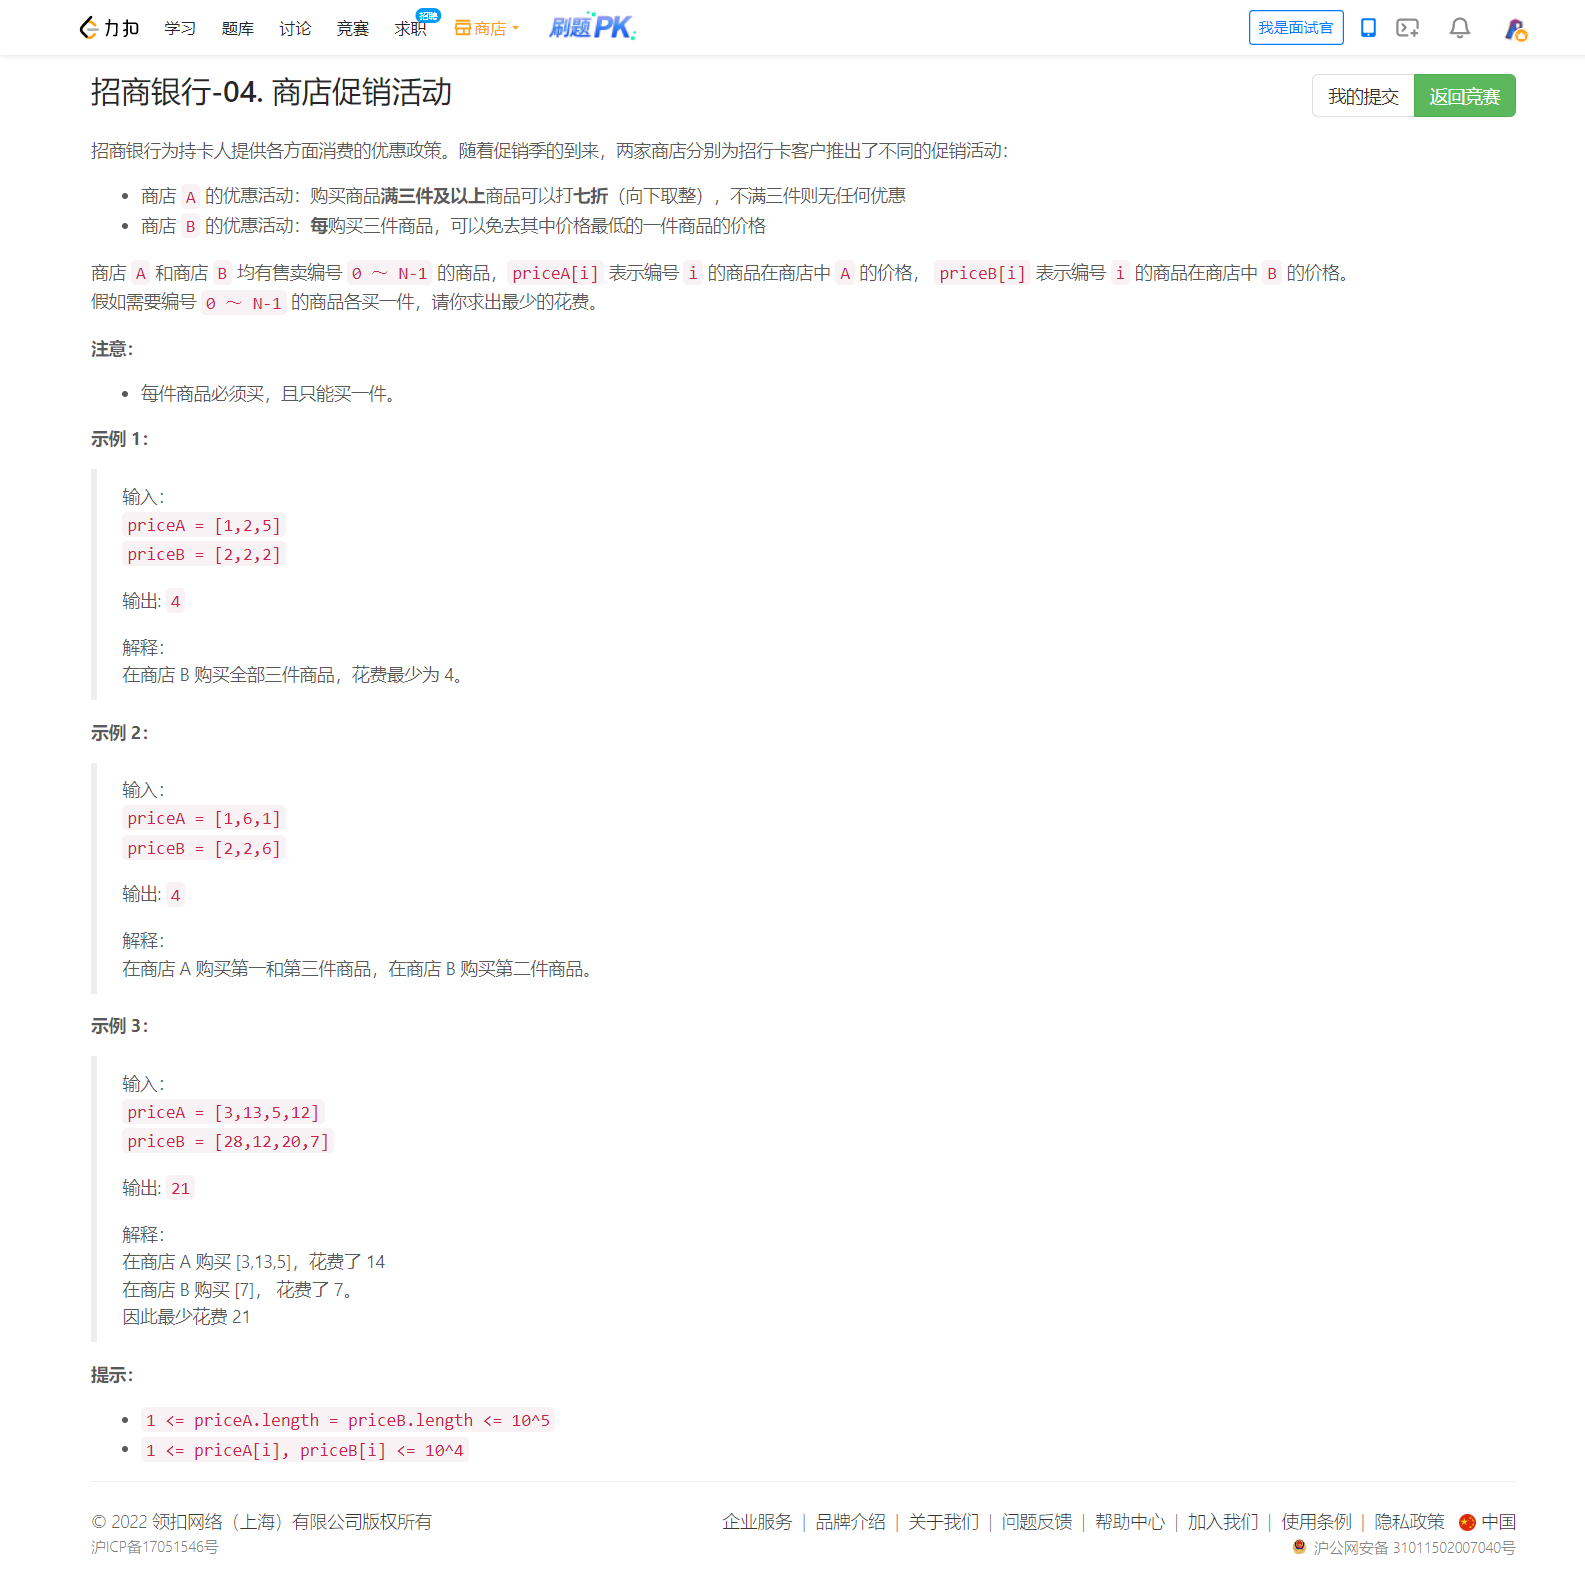 力扣 学习 题库 讨论 竞赛 求职 招聘 商店 刷题PK 我是面试官
招商银行-04. 商店促销活动
我的提交 返回竞赛
招商银行为持卡人提供各方面消费的优惠政策。随着促销季的到来，两家商店分别为招行卡客户推出了不同的促销活动：
• 商店 A 的优惠活动：购买商品满三件及以上商品可以打七折（向下取整），不满三件则无任何优惠
• 商店 B 的优惠活动：每购买三件商品，可以免去其中价格最低的一件商品的价格
商店 A 和商店 B 均有售卖编号 0 ～ N-1 的商品，priceA[i] 表示编号 i 的商品在商店中 A 的价格， priceB[i] 表示编号 i 的商品在商店中 B 的价格。
假如需要编号 0 ～ N-1 的商品各买一件，请你求出最少的花费。
注意：
• 每件商品必须买，且只能买一件。
示例 1：
输入：
priceA = [1,2,5]
priceB = [2,2,2]
输出: 4
解释：
在商店 B 购买全部三件商品，花费最少为 4。
示例 2：
输入：
priceA = [1,6,1]
priceB = [2,2,6]
输出: 4
解释：
在商店 A 购买第一和第三件商品，在商店 B 购买第二件商品。
示例 3：
输入：
priceA = [3,13,5,12]
priceB = [28,12,20,7]
输出: 21
解释：
在商店 A 购买 [3,13,5]，花费了 14
在商店 B 购买 [7]， 花费了 7。
因此最少花费 21
提示：
• 1 <= priceA.length = priceB.length <= 10^5
• 1 <= priceA[i], priceB[i] <= 10^4
© 2022 领扣网络（上海）有限公司版权所有
企业服务 | 品牌介绍 | 关于我们 | 问题反馈 | 帮助中心 | 加入我们 | 使用条例 | 隐私政策 中国
沪ICP备17051546号
沪公网安备 31011502007040号